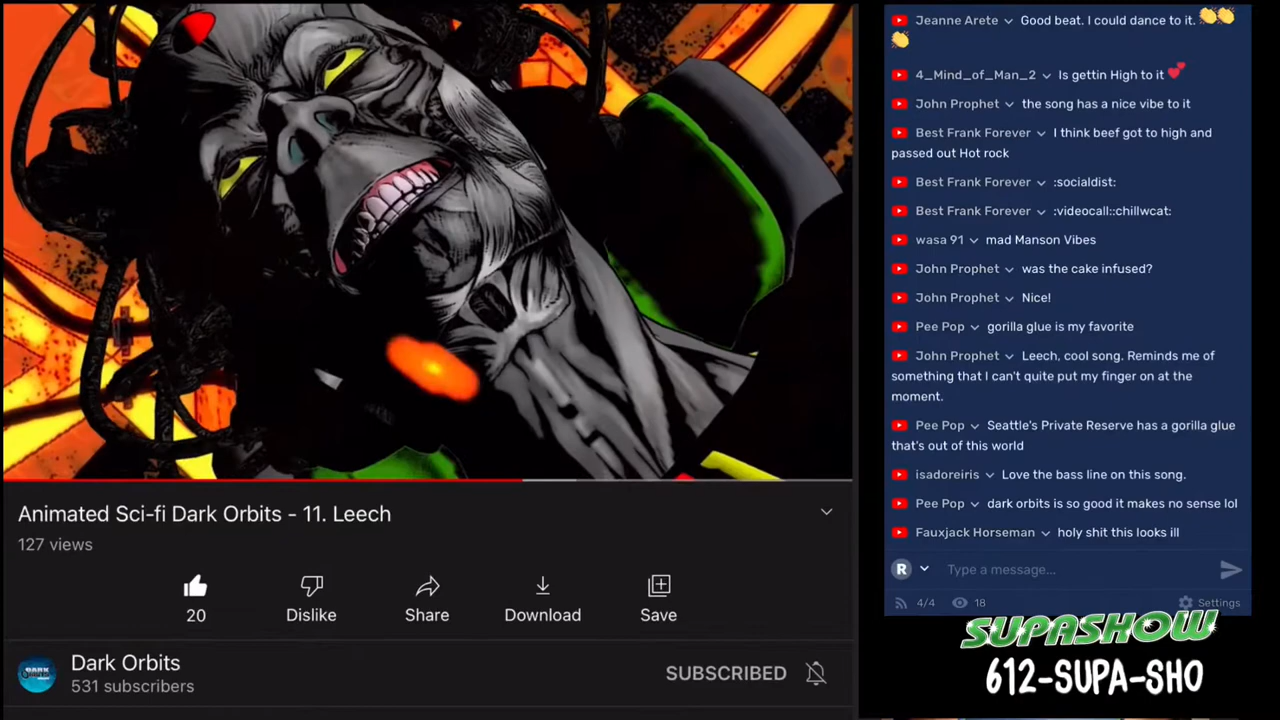 Animated Sci-fi Dark Orbits - 11. Leech
127 views
20
Dislike
Share
Download
Save
DARK
Dark Orbits
531 subscribers
SUBSCRIBED
Jeanne Arete Good beat. I could dance to it. 👏👏
👏
4_Mind_of_Man_2 Is gettin High to it 💕
John Prophet the song has a nice vibe to it
Best Frank Forever I think beef got to high and
passed out Hot rock
Best Frank Forever :socialdist:
Best Frank Forever :videocall::chillwcat:
wasa 91 mad Manson Vibes
John Prophet was the cake infused?
John Prophet Nice!
Pee Pop gorilla glue is my favorite
John Prophet Leech, cool song. Reminds me of
something that I can't quite put my finger on at the
moment.
Pee Pop Seattle's Private Reserve has a gorilla glue
that's out of this world
isadoreiris Love the bass line on this song.
Pee Pop dark orbits is so good it makes no sense lol
Fauxjack Horseman holy shit this looks ill
R Type a message...
4/4 18 Settings
SUPASHOW
612-SUPA-SHO